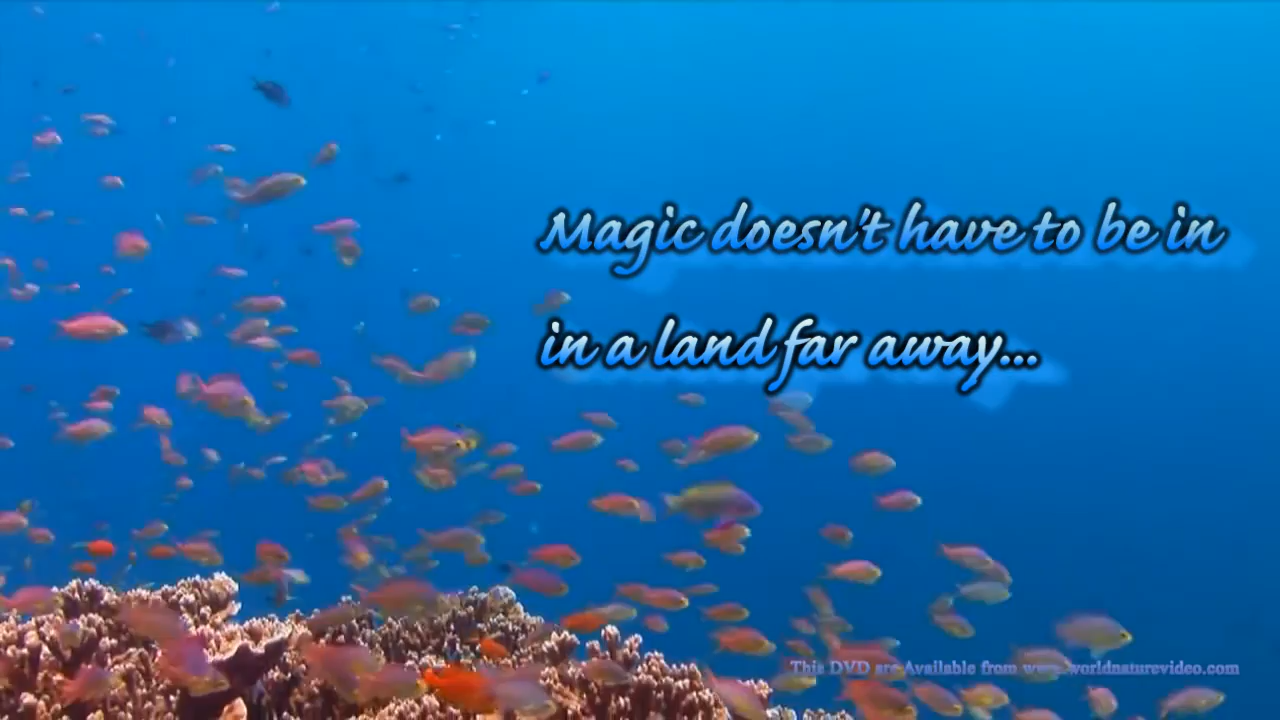 Magic doesn't have to be in
in a land far away...
This DVD are Available from www.worldnaturevideo.com